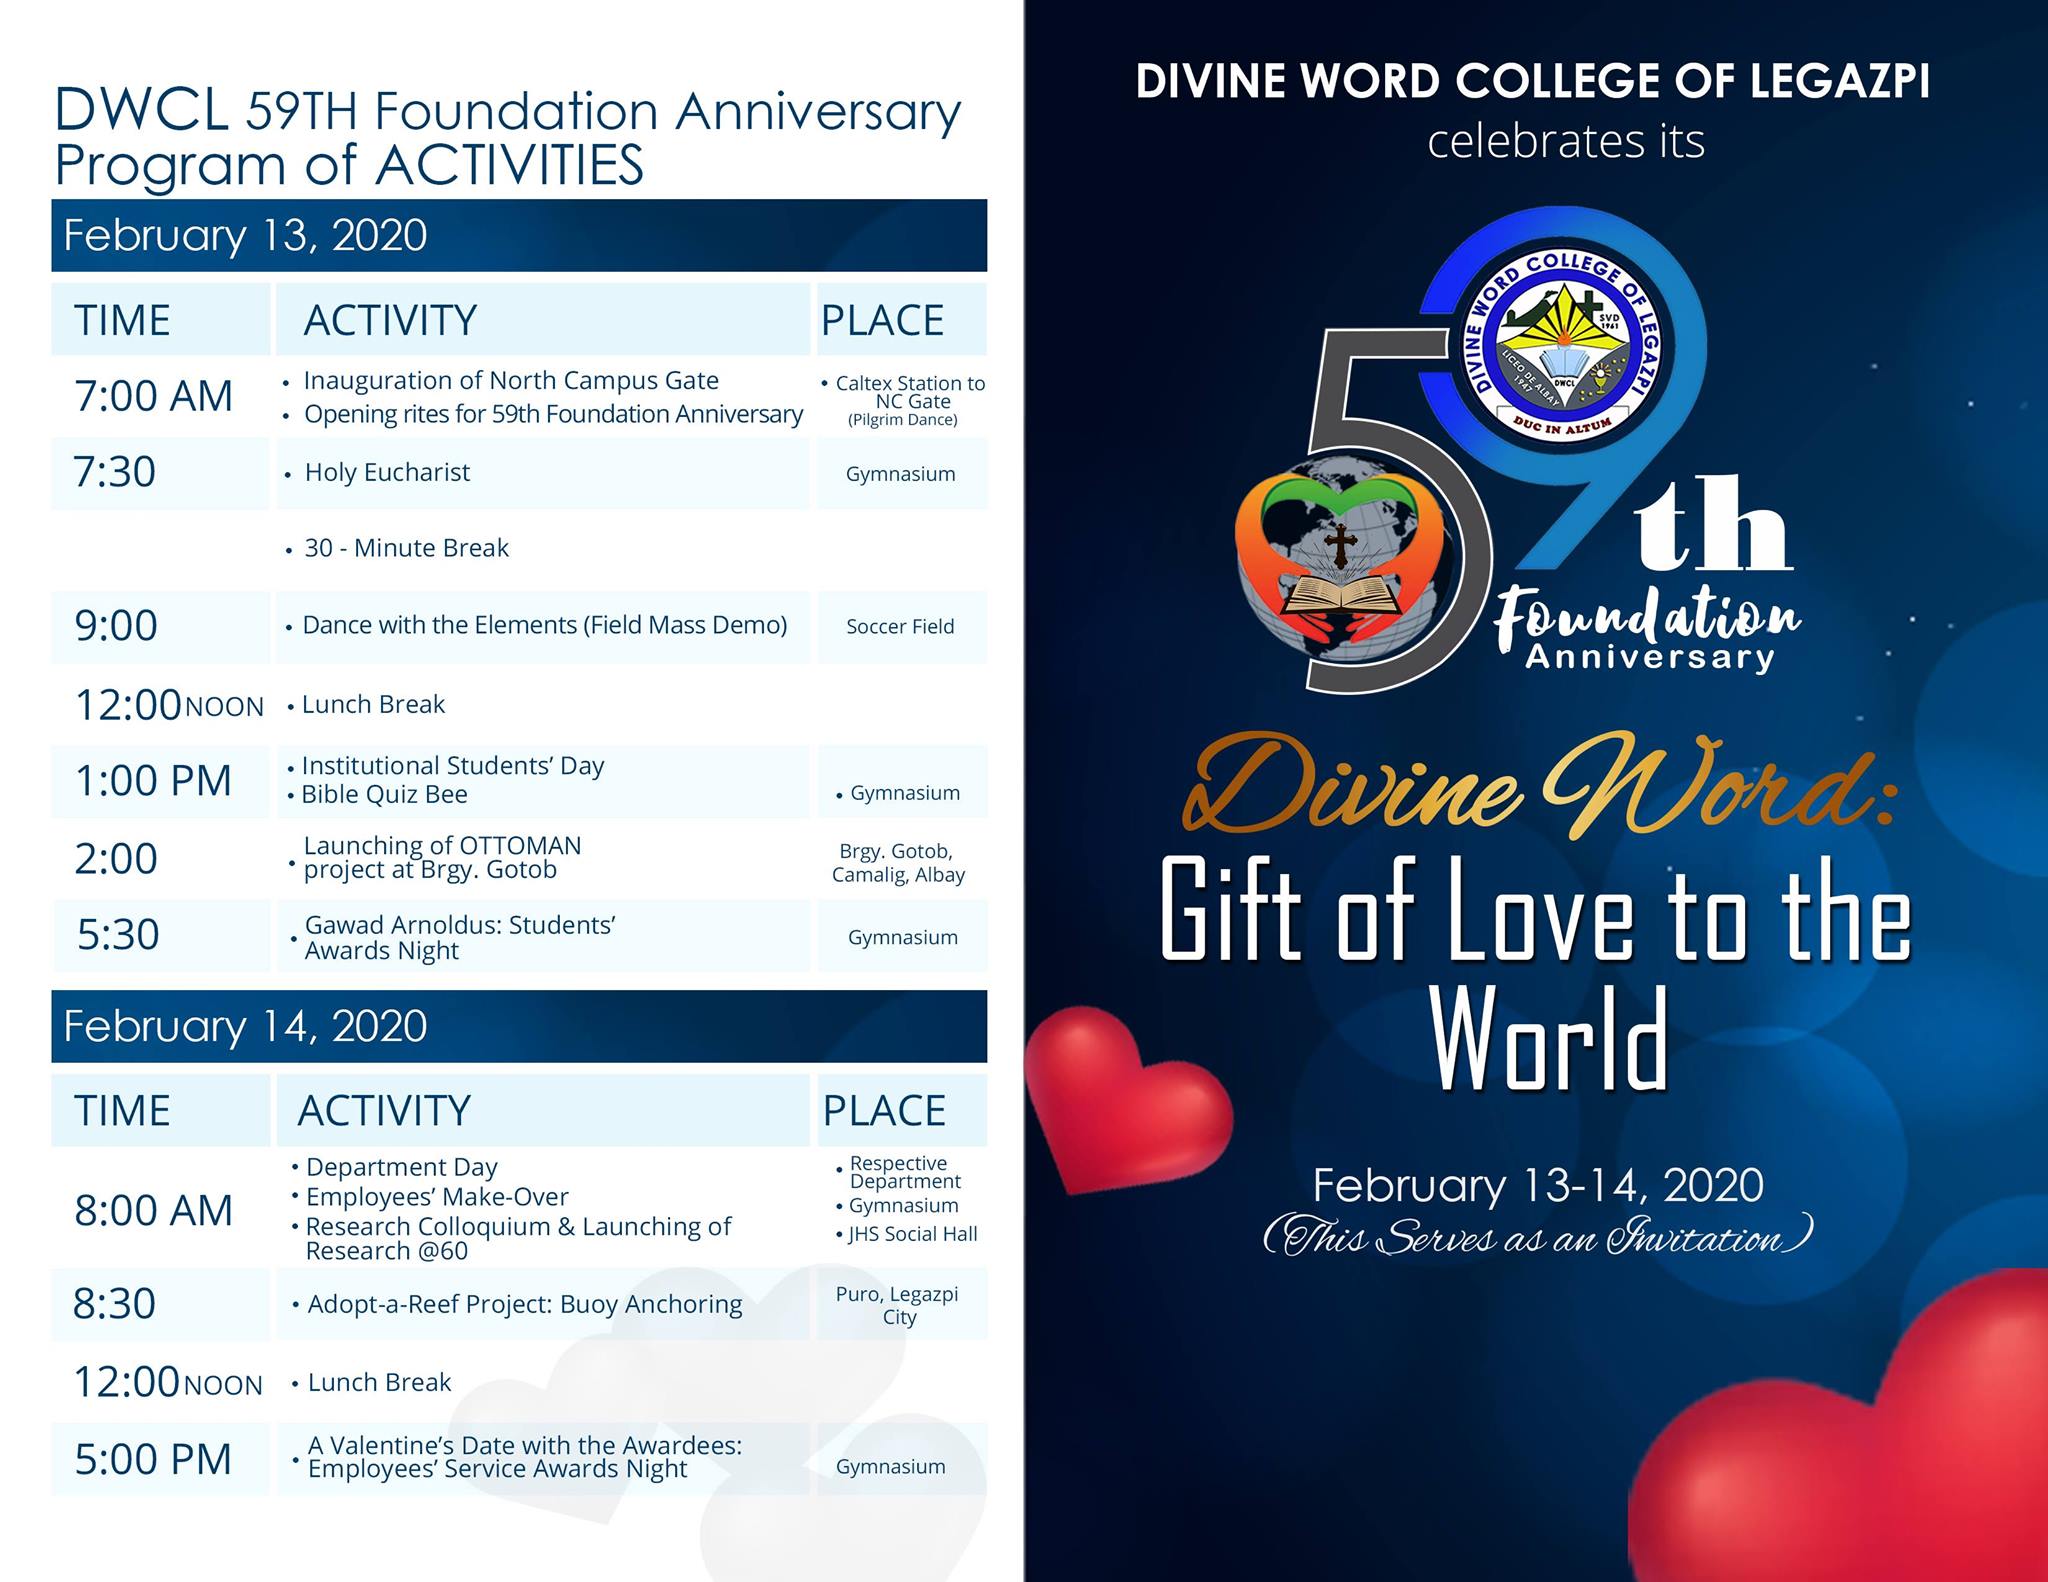 DWCL 59TH Foundation Anniversary
Program of ACTIVITIES
February 13, 2020
TIME ACTIVITY PLACE
7:00 AM
• Inauguration of North Campus Gate
• Opening rites for 59th Foundation Anniversary
• Caltex Station to
NC Gate
(Pilgrim Dance)
7:30 • Holy Eucharist Gymnasium
• 30 - Minute Break
9:00 • Dance with the Elements (Field Mass Demo) Soccer Field
12:00 NOON • Lunch Break
1:00 PM
• Institutional Students' Day
• Bible Quiz Bee
• Gymnasium
2:00
• Launching of OTTOMAN
project at Brgy. Gotob
Brgy. Gotob,
Camalig, Albay
5:30
• Gawad Arnoldus: Students'
Awards Night
Gymnasium
February 14, 2020
TIME ACTIVITY PLACE
8:00 AM
• Department Day
• Employees' Make-Over
• Research Colloquium & Launching of
Research @60
• Respective
Department
• Gymnasium
• JHS Social Hall
8:30 • Adopt-a-Reef Project: Buoy Anchoring
Puro, Legazpi
City
12:00 NOON • Lunch Break
5:00 PM
• A Valentine's Date with the Awardees:
Employees' Service Awards Night
Gymnasium
DIVINE WORD COLLEGE OF LEGAZPI
celebrates its
59th
DIVINE WORD COLLEGE OF LEGAZPI
SVD
1961
LICEO DE ALBAY
1947
DWCL
DUC IN ALTUM
Foundation
Anniversary
Divine Word:
Gift of Love to the
World
February 13-14, 2020
(This Serves as an Invitation)